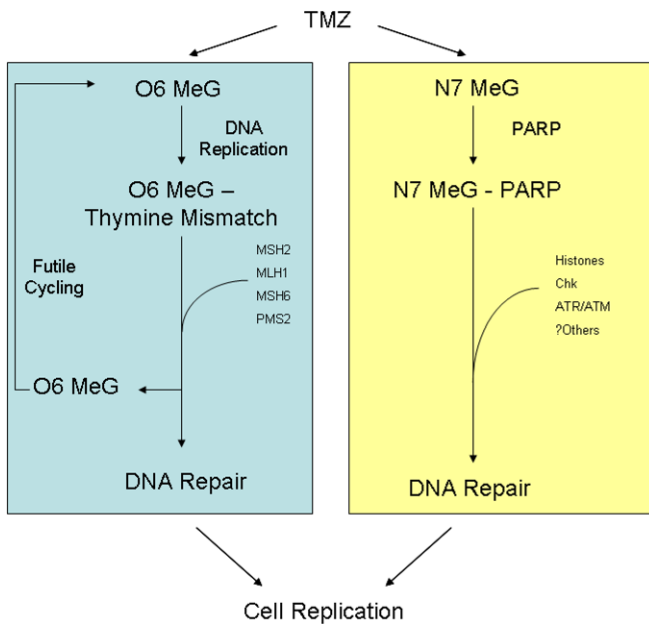 TMZ
O6 MeG
DNA
Replication
O6 MeG –
Thymine Mismatch
MSH2
MLH1
MSH6
PMS2
Futile
Cycling
O6 MeG
DNA Repair
N7 MeG
PARP
N7 MeG - PARP
Histones
Chk
ATR/ATM
?Others
DNA Repair
Cell Replication